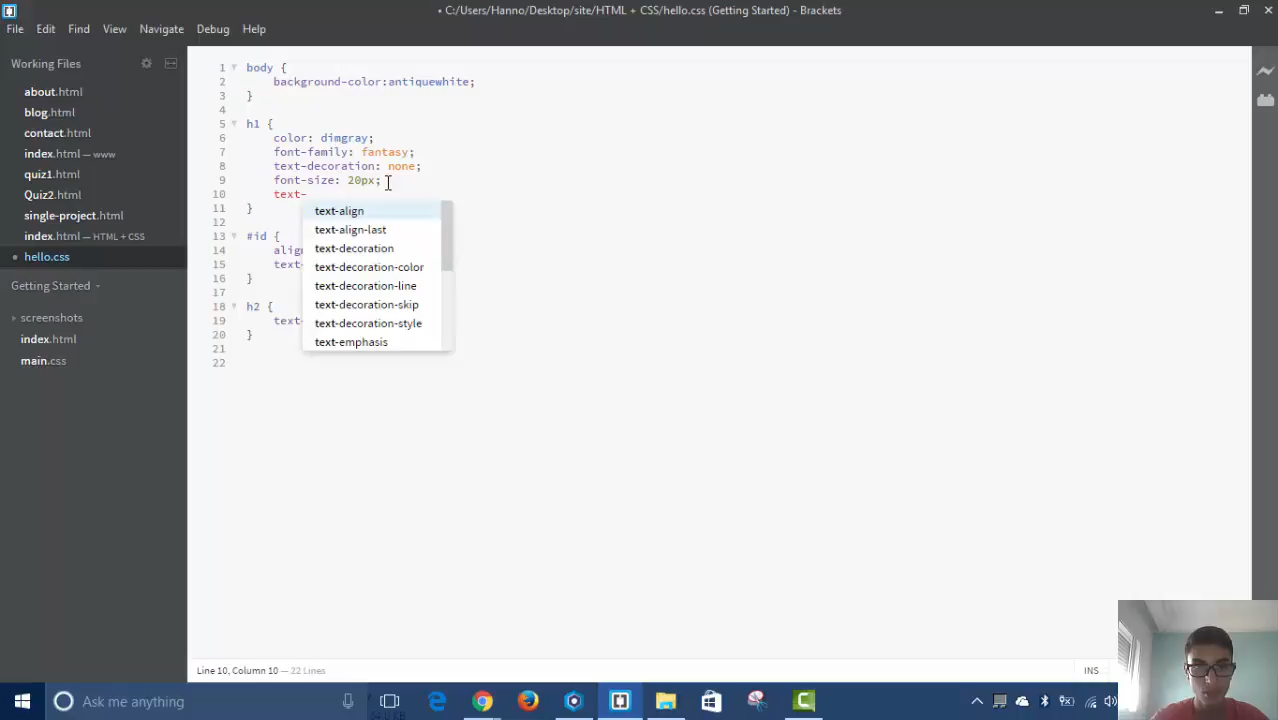 • C:/Users/Hanno/Desktop/site/HTML + CSS/hello.css (Getting Started) - Brackets
File Edit Find View Navigate Debug Help
Working Files
about.html
blog.html
contact.html
index.html — www
quiz1.html
Quiz2.html
single-project.html
index.html — HTML + CSS
• hello.css
Getting Started
screenshots
index.html
main.css
1 body {
2 background-color:antiquewhite;
3 }
4
5 h1 {
6 color: dimgray;
7 font-family: fantasy;
8 text-decoration: none;
9 font-size: 20px;
10 text-
11 }
12
13 #id {
14 alig
15 text-
16 }
17
18 h2 {
19 text-
20 }
21
22
text-align
text-align-last
text-decoration
text-decoration-color
text-decoration-line
text-decoration-skip
text-decoration-style
text-emphasis
Line 10, Column 10 — 22 Lines
INS
Ask me anything